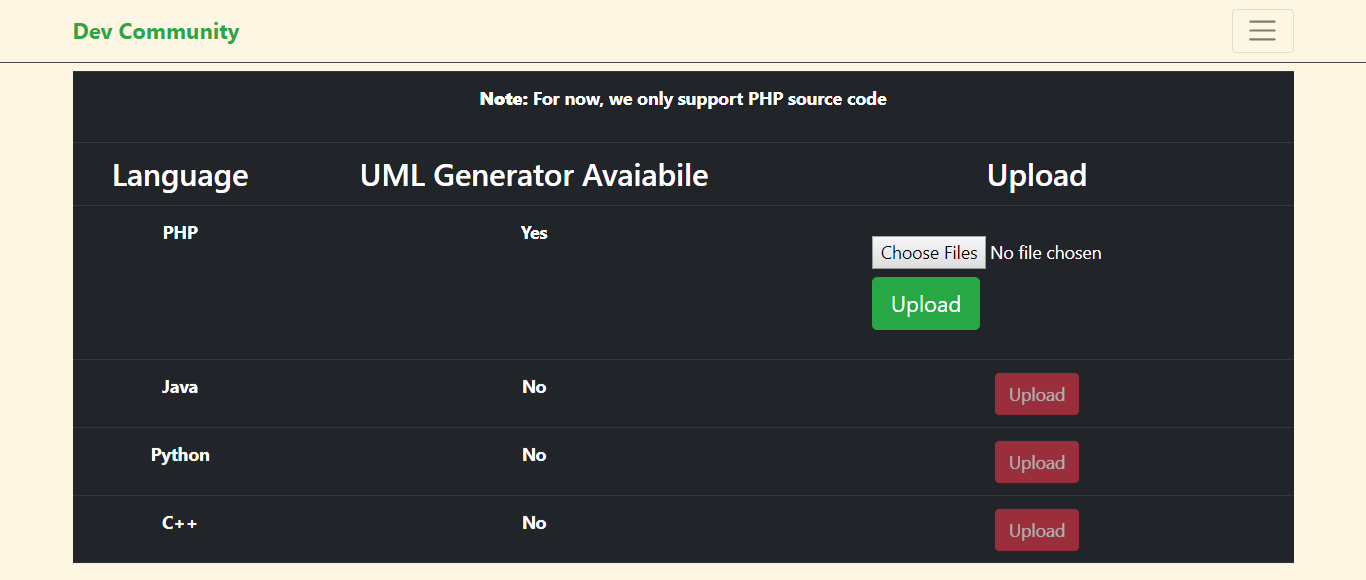 Dev Community
Note: For now, we only support PHP source code
Language UML Generator Avaiabile Upload
PHP Yes
Choose Files No file chosen
Upload
Java No Upload
Python No Upload
C++ No Upload